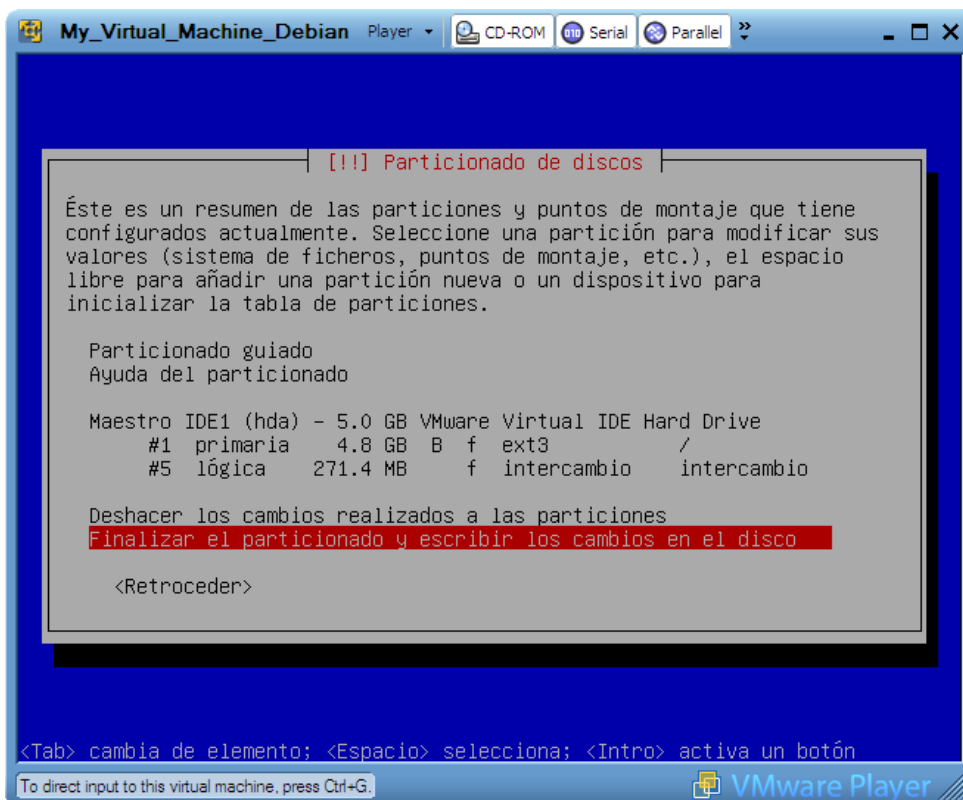 My_Virtual_Machine_Debian Player CD-ROM Serial Parallel
[!!] Particionado de discos
Éste es un resumen de las particiones y puntos de montaje que tiene
configurados actualmente. Seleccione una partición para modificar sus
valores (sistema de ficheros, puntos de montaje, etc.), el espacio
libre para añadir una partición nueva o un dispositivo para
inicializar la tabla de particiones.
Particionado guiado
Ayuda del particionado
Maestro IDE1 (hda) - 5.0 GB VMware Virtual IDE Hard Drive
#1 primaria 4.8 GB B f ext3 /
#5 lógica 271.4 MB f intercambio intercambio
Deshacer los cambios realizados a las particiones
Finalizar el particionado y escribir los cambios en el disco
<Retroceder>
<Tab> cambia de elemento; <Espacio> selecciona; <Intro> activa un botón
To direct input to this virtual machine, press Ctrl+G. VMware Player